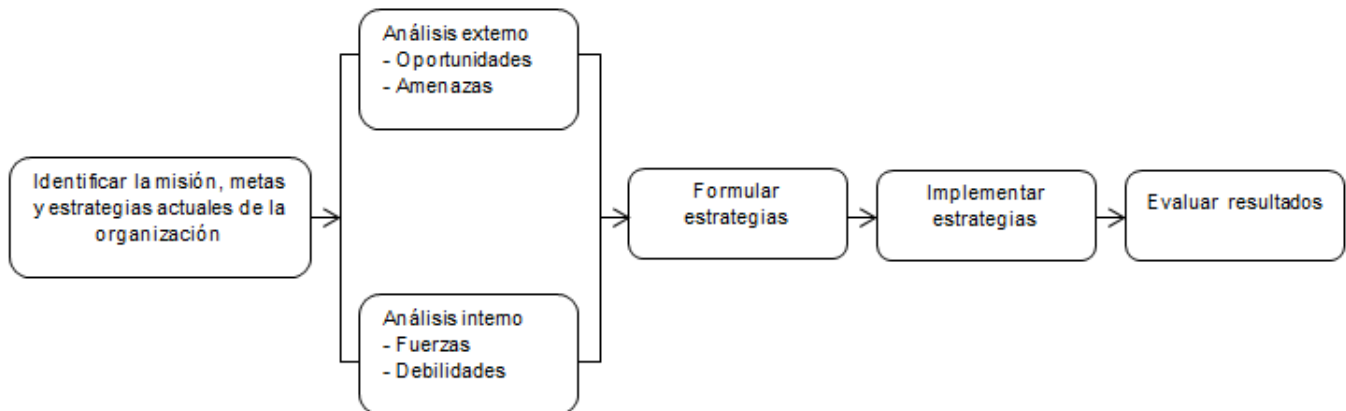 Identificar la misión, metas
y estrategias actuales de la
organización
Análisis externo
- Oportunidades
- Amenazas
Análisis interno
- Fuerzas
- Debilidades
Formular
estrategias
Implementar
estrategias
Evaluar resultados